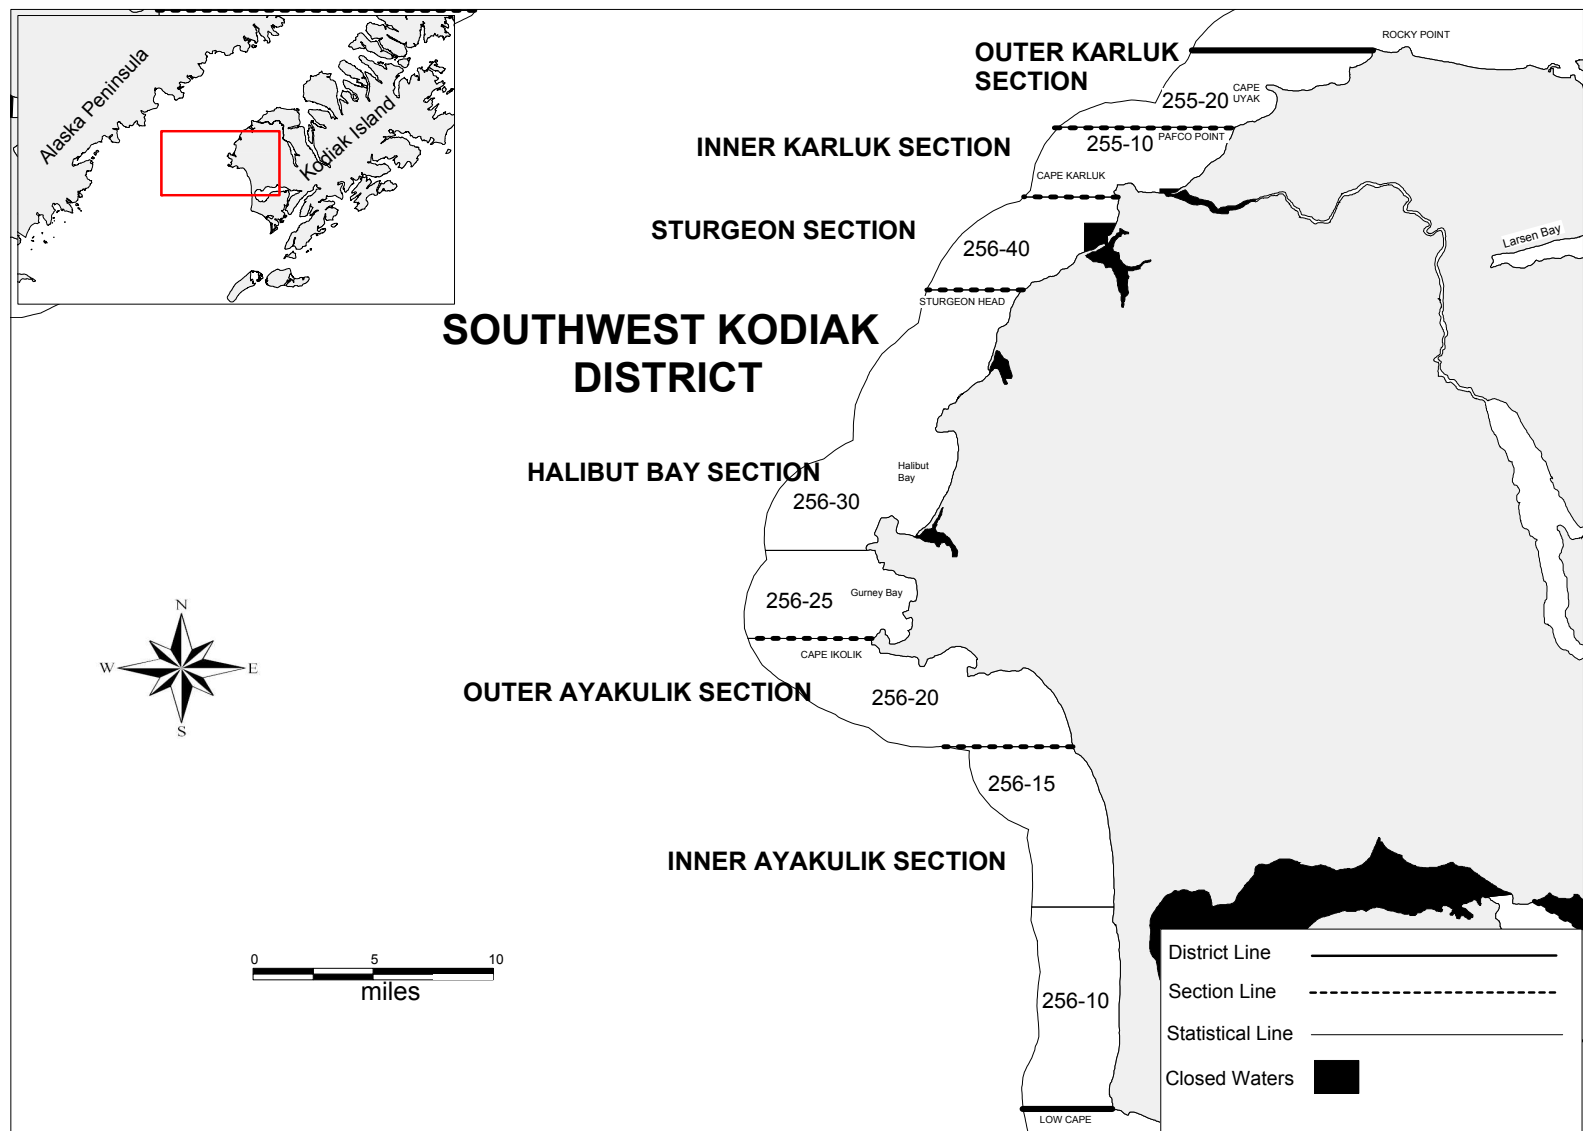 Alaska Peninsula
Kodiak Island
OUTER KARLUK
SECTION
ROCKY POINT
255-20
CAPE
UYAK
INNER KARLUK SECTION
255-10
PAFCO POINT
CAPE KARLUK
STURGEON SECTION
256-40
Larsen Bay
STURGEON HEAD
SOUTHWEST KODIAK
DISTRICT
HALIBUT BAY SECTION
Halibut
Bay
256-30
256-25
Gurney Bay
CAPE IKOLIK
OUTER AYAKULIK SECTION
256-20
256-15
INNER AYAKULIK SECTION
256-10
LOW CAPE
N
W
E
S
0
5
10
miles
District Line
Section Line
Statistical Line
Closed Waters